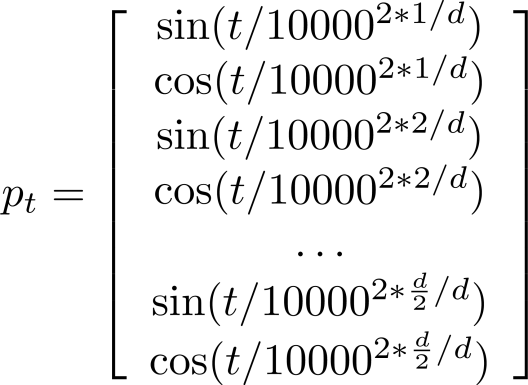 sin(t/10000^{2*1/d})
cos(t/10000^{2*1/d})
sin(t/10000^{2*2/d})
cos(t/10000^{2*2/d})
p_t =
...
sin(t/10000^{2*\frac{d}{2}/d})
cos(t/10000^{2*\frac{d}{2}/d})